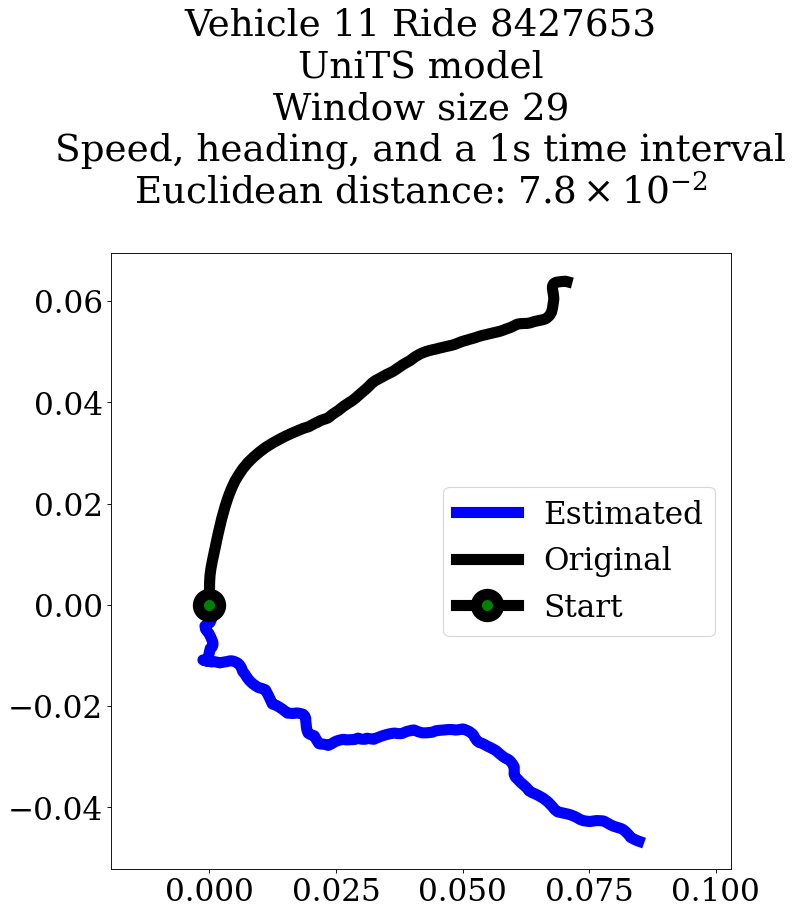 Vehicle 11 Ride 8427653
UniTS model
Window size 29
Speed, heading, and a 1s time interval
Euclidean distance: 7.8 × 10⁻²
0.06
0.04
0.02
0.00
−0.02
−0.04
Estimated
Original
Start
0.000 0.025 0.050 0.075 0.100